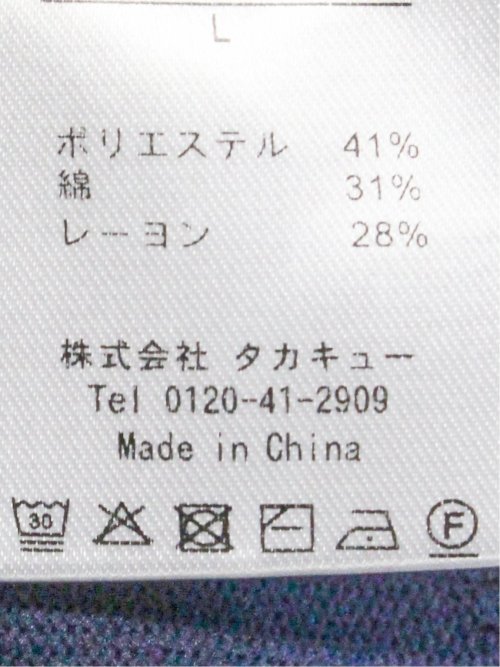 L
ポリエステル 41%
綿 31%
レーヨン 28%
株式会社 タカキュー
Tel 0120-41-2909
Made in China
30
F